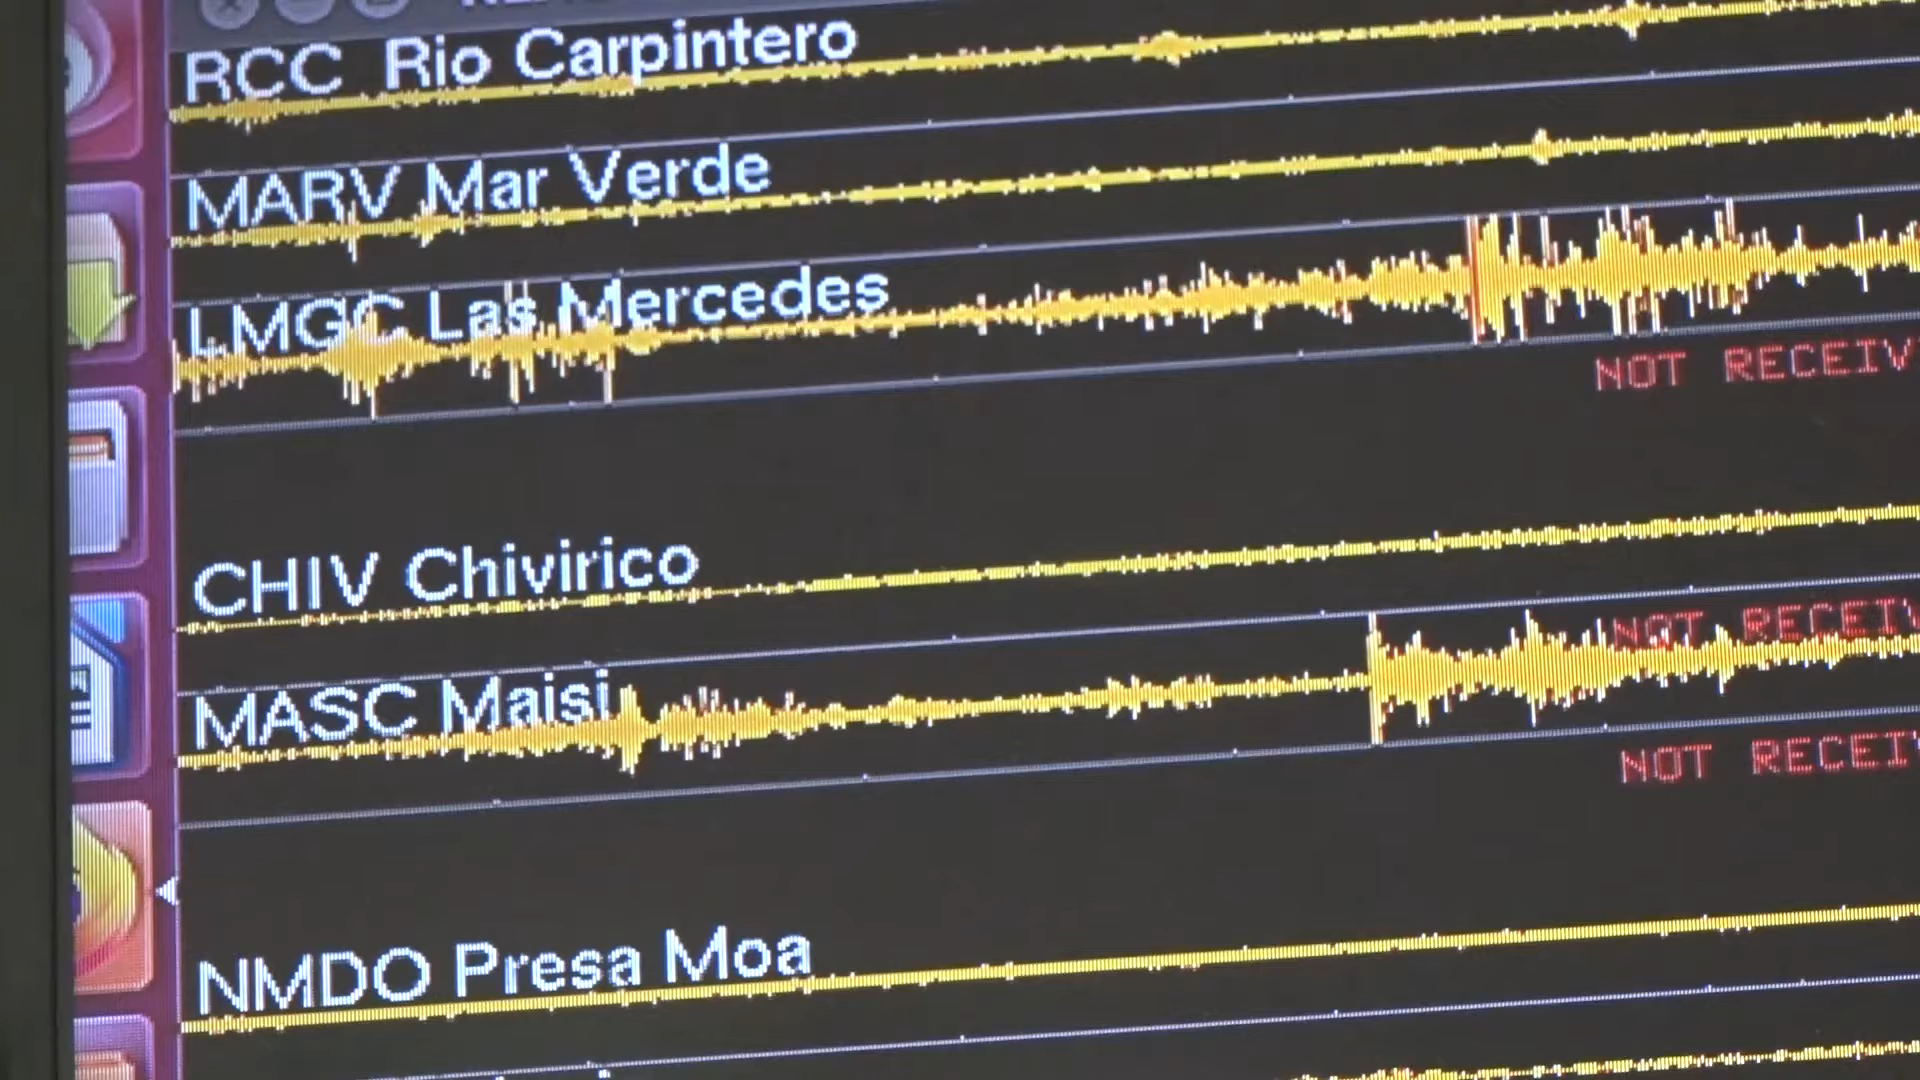 RCC Rio Carpintero
MARV Mar Verde
LMGC Las Mercedes
NOT RECEIV
CHIV Chivirico
NOT RECEIV
MASC Maisi
NOT RECEI
NMDO Presa Moa